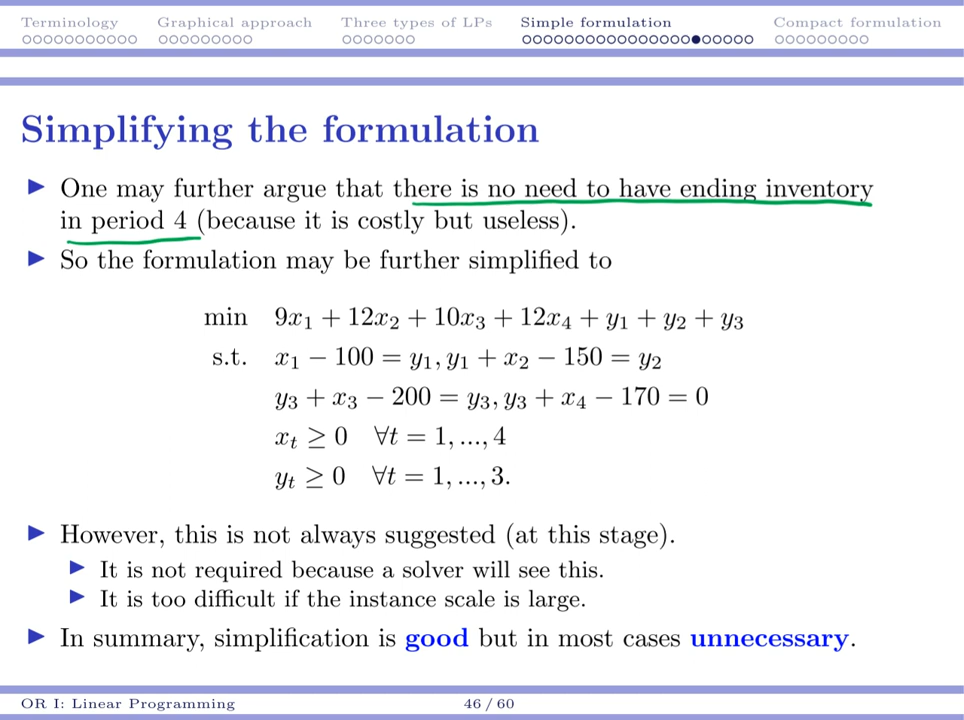 Terminology Graphical approach Three types of LPs Simple formulation Compact formulation
Simplifying the formulation
▶ One may further argue that there is no need to have ending inventory
in period 4 (because it is costly but useless).
▶ So the formulation may be further simplified to
min 9x₁ + 12x₂ + 10x₃ + 12x₄ + y₁ + y₂ + y₃
s.t. x₁ − 100 = y₁, y₁ + x₂ − 150 = y₂
y₃ + x₃ − 200 = y₃, y₃ + x₄ − 170 = 0
xₜ ≥ 0 ∀t = 1, ..., 4
yₜ ≥ 0 ∀t = 1, ..., 3.
▶ However, this is not always suggested (at this stage).
▶ It is not required because a solver will see this.
▶ It is too difficult if the instance scale is large.
▶ In summary, simplification is good but in most cases unnecessary.
OR I: Linear Programming 46 / 60